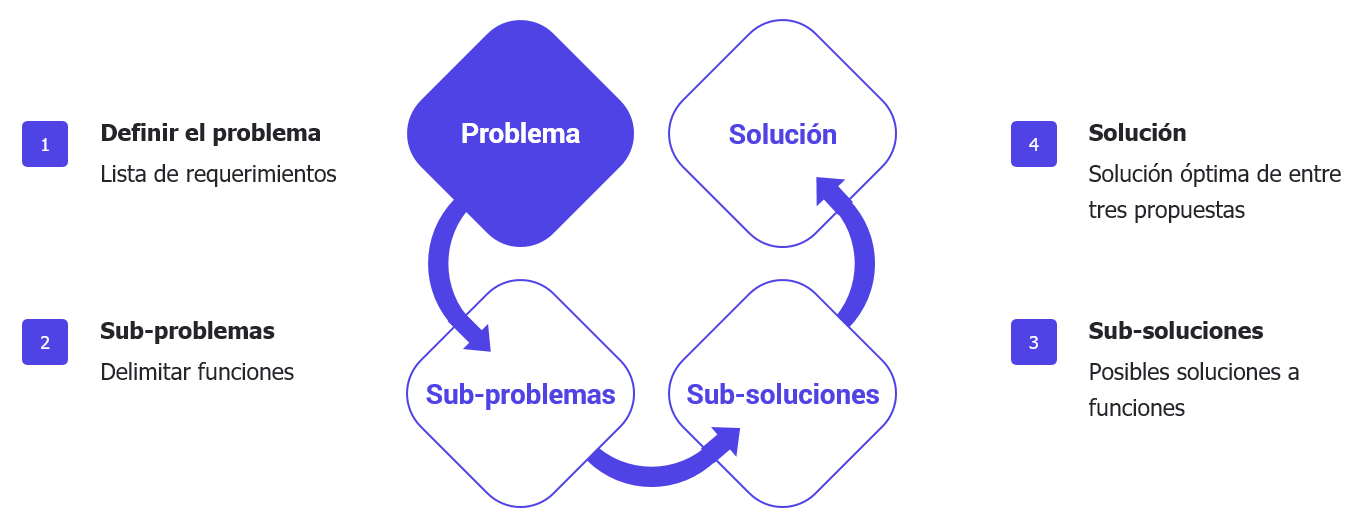 1
Definir el problema
Lista de requerimientos
2
Sub-problemas
Delimitar funciones
Problema
Solución
Sub-problemas
Sub-soluciones
4
Solución
Solución óptima de entre
tres propuestas
3
Sub-soluciones
Posibles soluciones a
funciones